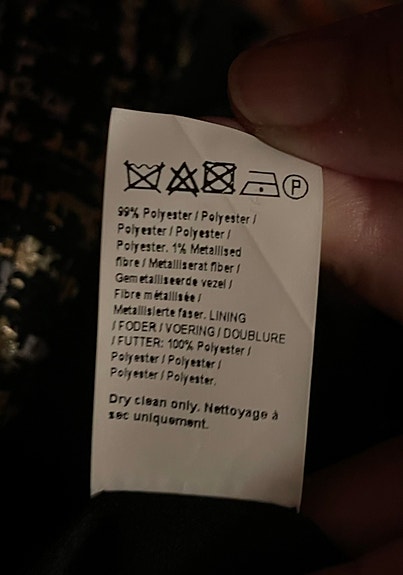 P
99% Polyester / Polyester /
Polyester / Polyester /
Polyester. 1% Metallised
fibre / Metalliserat fiber /
Gemetalliseerde vezel /
Fibre métallisée /
Metallisierte faser. LINING
/ FODER / VOERING / DOUBLURE
/ FUTTER: 100% Polyester /
Polyester / Polyester /
Polyester / Polyester.
Dry clean only. Nettoyage à
sec uniquement.